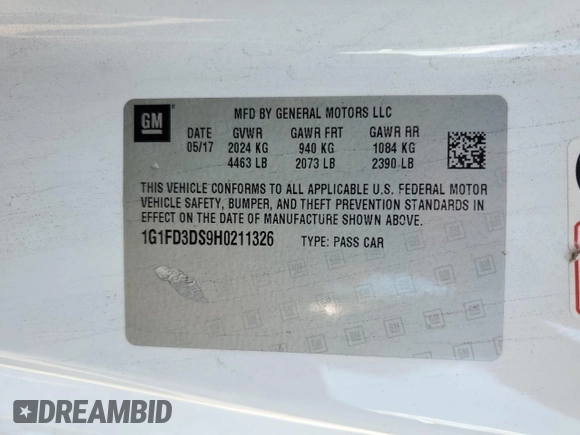 GM
MFD BY GENERAL MOTORS LLC
DATE GVWR GAWR FRT GAWR RR
05/17 2024 KG 940 KG 1084 KG
4463 LB 2073 LB 2390 LB
THIS VEHICLE CONFORMS TO ALL APPLICABLE U.S. FEDERAL MOTOR
VEHICLE SAFETY, BUMPER, AND THEFT PREVENTION STANDARDS IN
EFFECT ON THE DATE OF MANUFACTURE SHOWN ABOVE.
1G1FD3DS9H0211326 TYPE: PASS CAR
DREAMBID